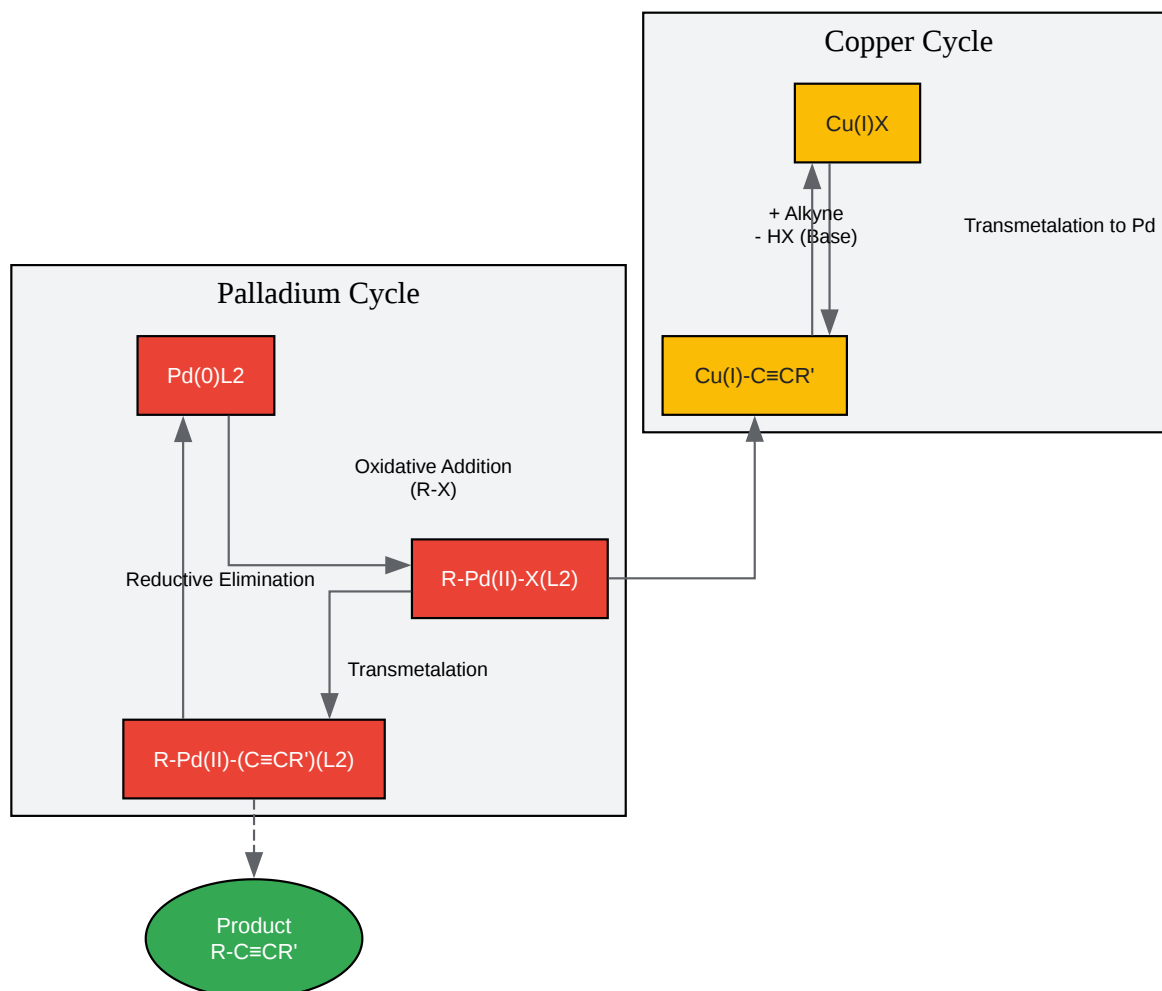 Copper Cycle
Cu(I)X
+ Alkyne
- HX (Base)
Transmetalation to Pd
Cu(I)-C≡CR'
Palladium Cycle
Pd(0)L2
Oxidative Addition
(R-X)
Reductive Elimination
R-Pd(II)-X(L2)
Transmetalation
R-Pd(II)-(C≡CR')(L2)
Product
R-C≡CR'